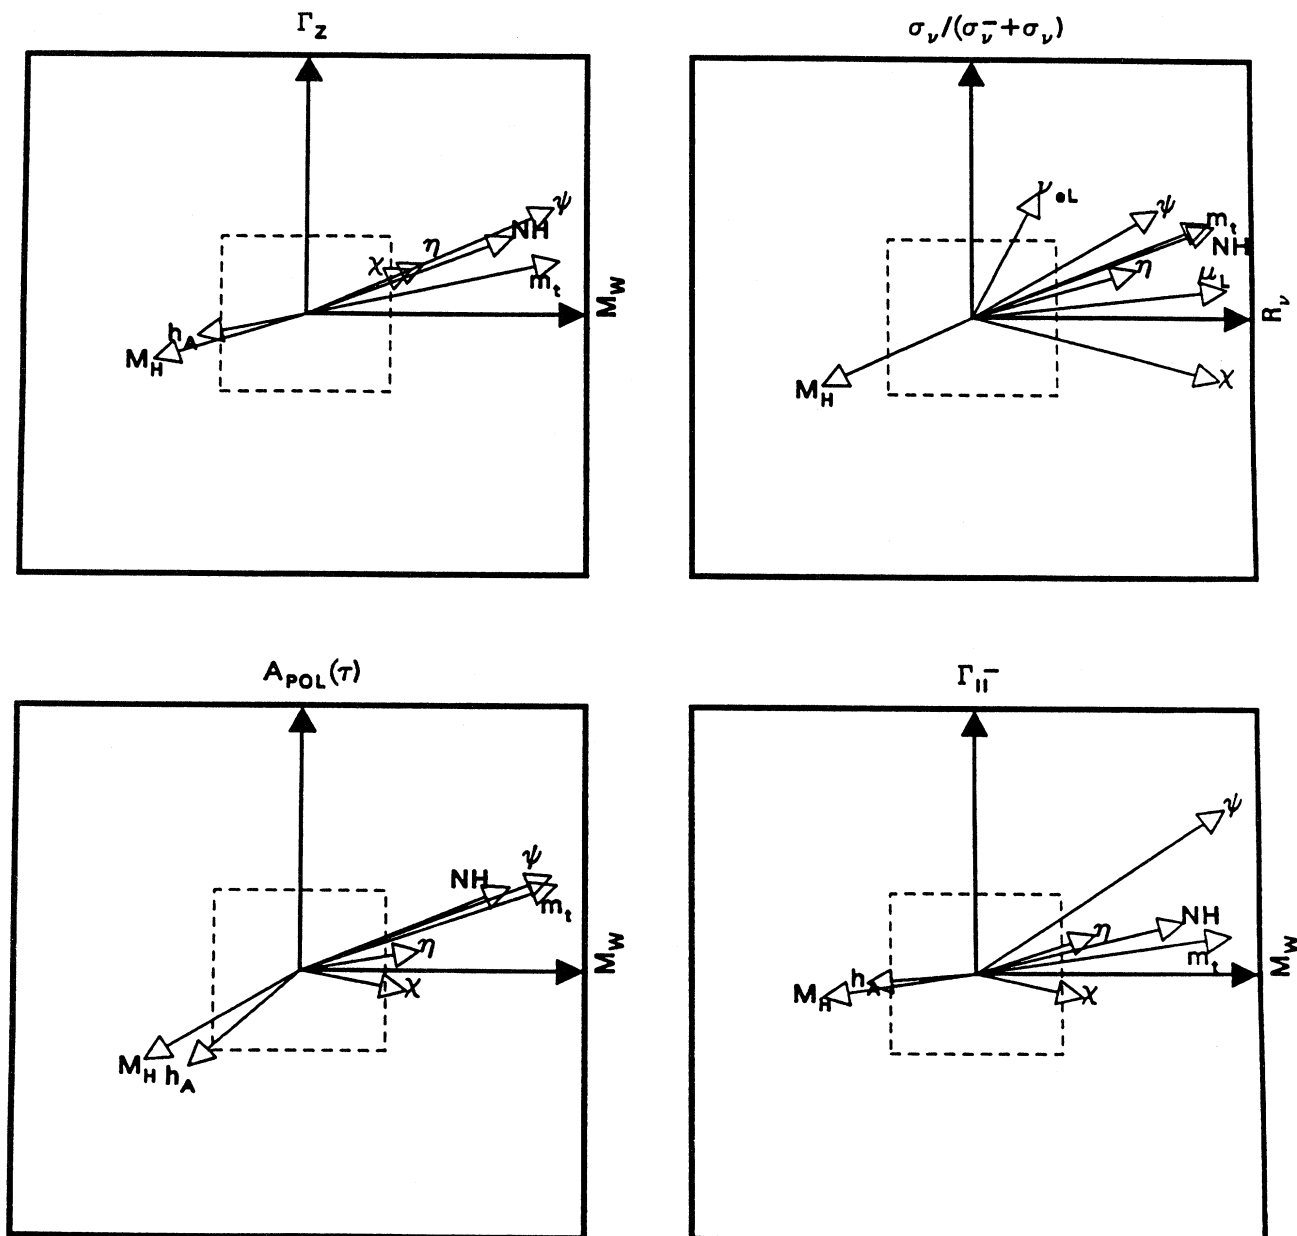 Γ_Z
ψ
NH
η
χ
m_t
M_W
h_A
M_H
σ_ν/(σ_ν^-+σ_ν)
ν_eL
ψ
m_t
NH
η
μ_L
R_ν
χ
M_H
A_POL(τ)
ψ
NH
m_t
η
M_W
χ
M_H
h_A
Γ_ll^-
ψ
NH
η
m_t
M_W
h_A
M_H
χ